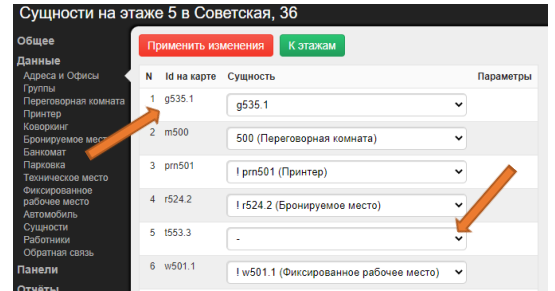 Сущности на этаже 5 в Советская, 36
Общее
Данные
Адреса и Офисы
Группы
Переговорная комната
Принтер
Коворкинг
Бронируемое место
Банкомат
Парковка
Техническое место
Фиксированное
рабочее место
Автомобиль
Сущности
Работники
Обратная связь
Панели
Отчёты
Применить изменения
К этажам
N Id на карте Сущность Параметры
1 g535.1 g535.1
2 m500 500 (Переговорная комната)
3 prn501 ! prn501 (Принтер)
4 r524.2 ! r524.2 (Бронируемое место)
5 t553.3 -
6 w501.1 ! w501.1 (Фиксированное рабочее место)